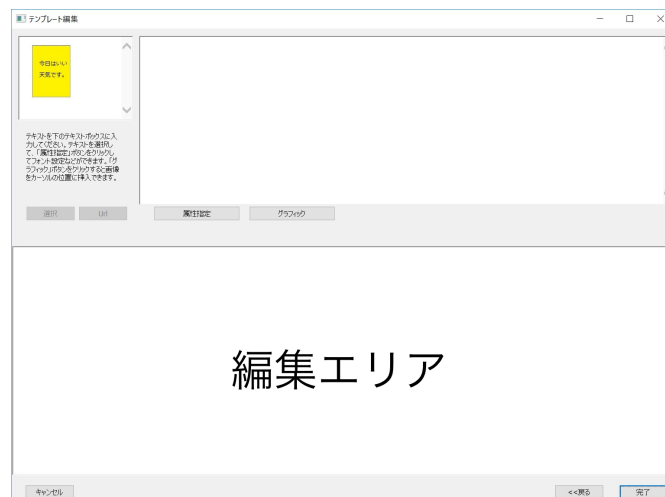 テンプレート編集
今日はいい
天気です。
テキストを下のテキストボックスに入
力してください。テキストを選択し
て、「属性指定」ボタンをクリックし
てフォント設定などができます。「グ
ラフィック」ボタンをクリックすると画像
をカーソルの位置に挿入できます。
選択 Url 属性指定 グラフィック
編集エリア
キャンセル <<戻る 完了